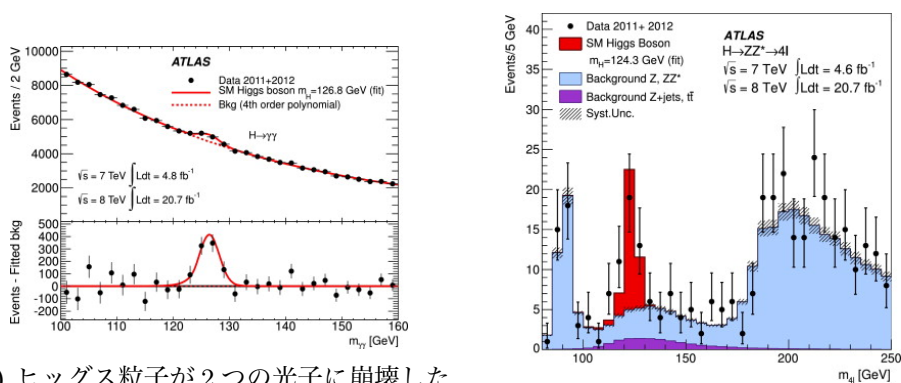 10000
8000
6000
4000
2000
Events / 2 GeV
ATLAS
Data 2011+2012
SM Higgs boson mH=126.8 GeV (fit)
Bkg (4th order polynomial)
H→γγ
√s = 7 TeV ∫Ldt = 4.8 fb-1
√s = 8 TeV ∫Ldt = 20.7 fb-1
500
400
300
200
100
0
-100
-200
Events - Fitted bkg
100 110 120 130 140 150 160
mγγ [GeV]
40
35
30
25
20
15
10
5
0
Events/5 GeV
Data 2011+ 2012
SM Higgs Boson
mH=124.3 GeV (fit)
Background Z, ZZ*
Background Z+jets, tt̄
Syst.Unc.
ATLAS
H→ZZ*→4l
√s = 7 TeV ∫Ldt = 4.6 fb-1
√s = 8 TeV ∫Ldt = 20.7 fb-1
100 150 200 250
m4l [GeV]
ヒッグス粒子が2つの光子に崩壊した